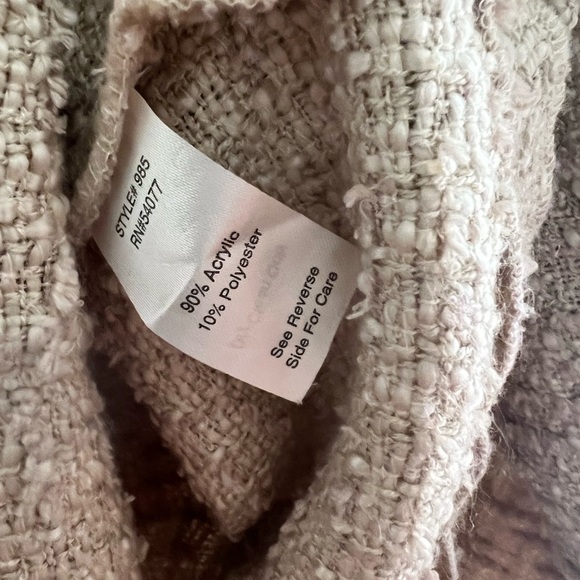 STYLE# 985
RN#54077
90% Acrylic
10% Polyester
See Reverse
Side For Care